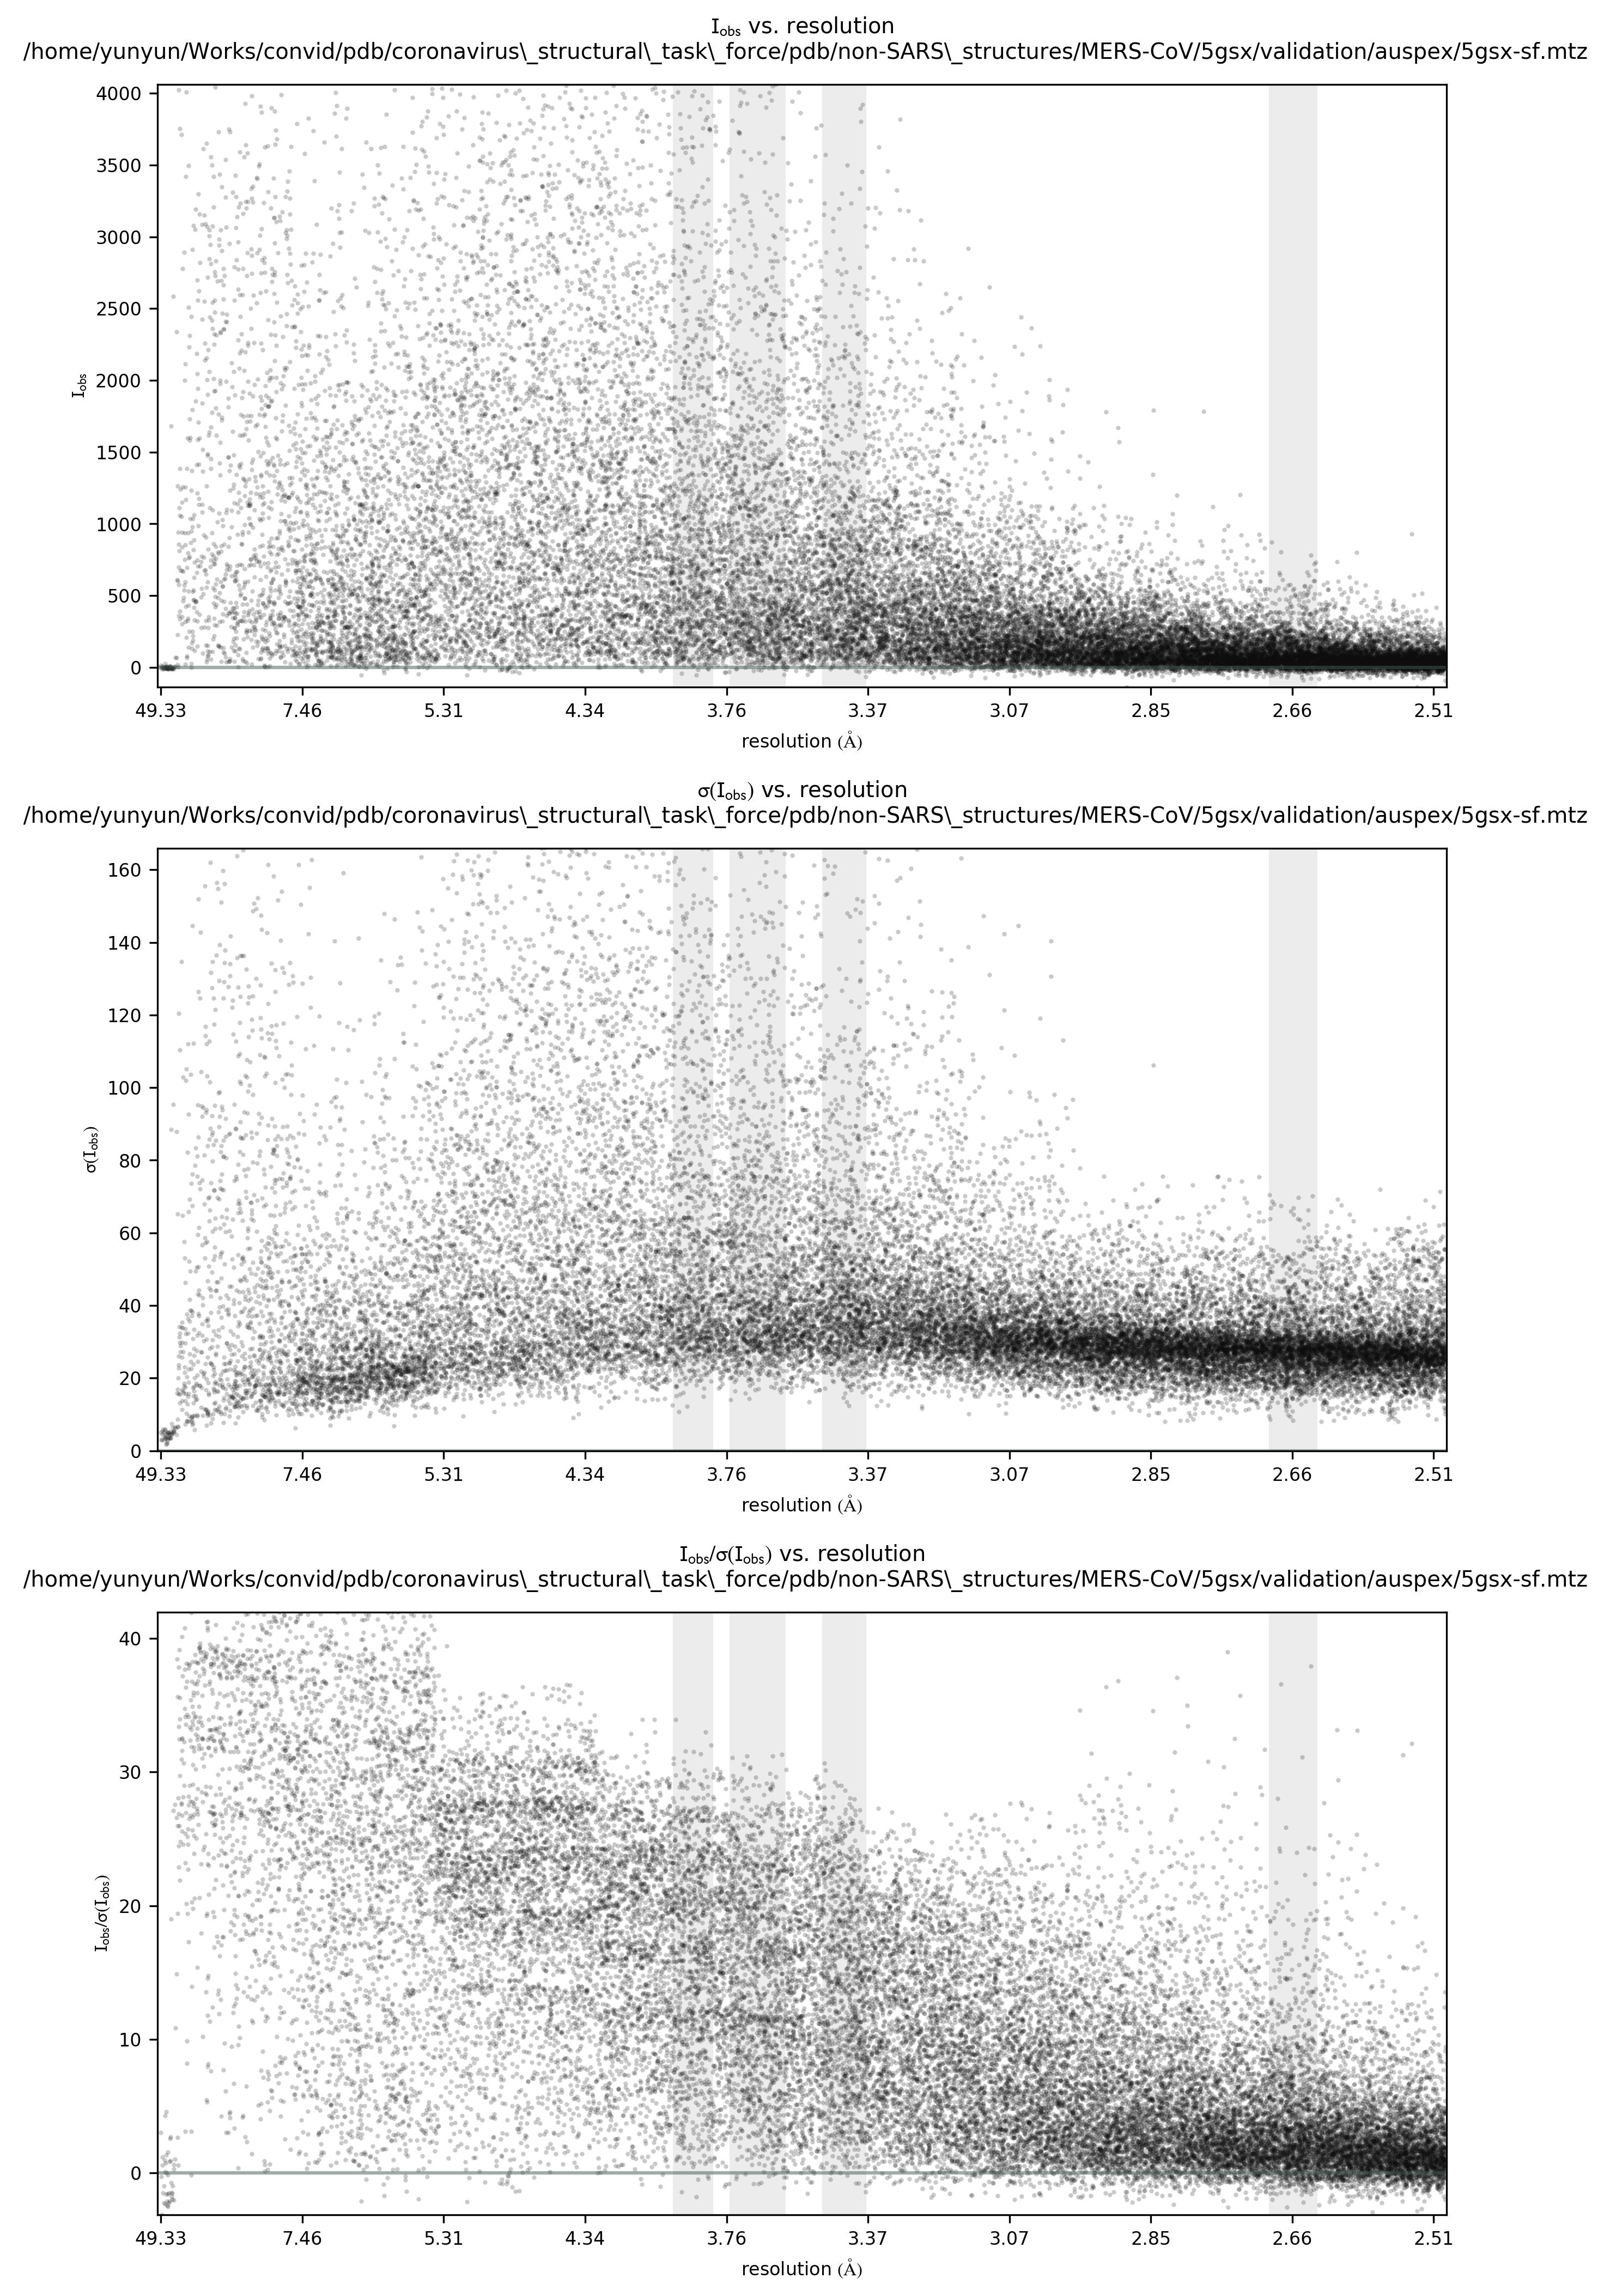 I_obs vs. resolution
/home/yunyun/Works/convid/pdb/coronavirus\_structural\_task\_force/pdb/non-SARS\_structures/MERS-CoV/5gsx/validation/auspex/5gsx-sf.mtz
4000
3500
3000
2500
2000
1500
1000
500
0
I_obs
49.33 7.46 5.31 4.34 3.76 3.37 3.07 2.85 2.66 2.51
resolution (Å)
σ(I_obs) vs. resolution
/home/yunyun/Works/convid/pdb/coronavirus\_structural\_task\_force/pdb/non-SARS\_structures/MERS-CoV/5gsx/validation/auspex/5gsx-sf.mtz
160
140
120
100
80
60
40
20
0
σ(I_obs)
49.33 7.46 5.31 4.34 3.76 3.37 3.07 2.85 2.66 2.51
resolution (Å)
I_obs/σ(I_obs) vs. resolution
/home/yunyun/Works/convid/pdb/coronavirus\_structural\_task\_force/pdb/non-SARS\_structures/MERS-CoV/5gsx/validation/auspex/5gsx-sf.mtz
40
30
20
10
0
I_obs/σ(I_obs)
49.33 7.46 5.31 4.34 3.76 3.37 3.07 2.85 2.66 2.51
resolution (Å)